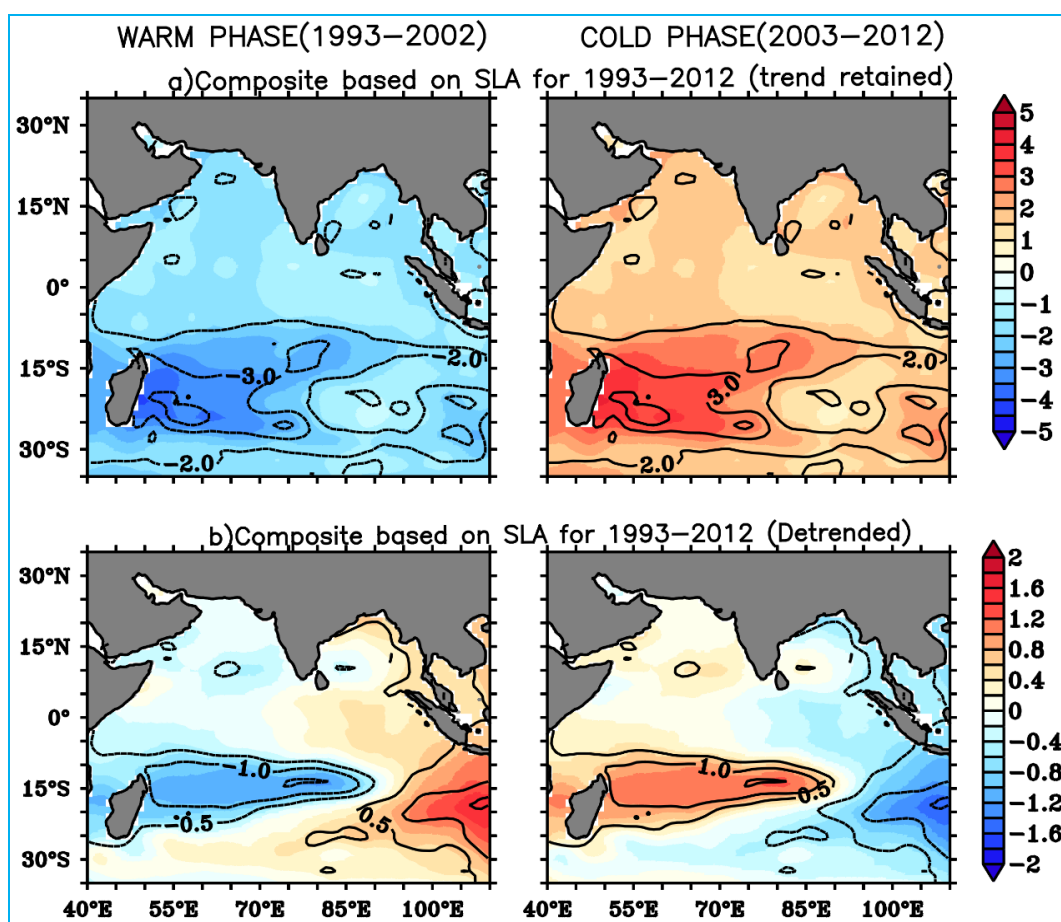 WARM PHASE(1993−2002) COLD PHASE(2003−2012)
a)Composite based on SLA for 1993−2012 (trend retained)
30°N
15°N
0°
15°S
30°S
−2.0
−3.0
−2.0
2.0
3.0
2.0
5
4
3
2
1
0
−1
−2
−3
−4
−5
b)Composite based on SLA for 1993−2012 (Detrended)
30°N
15°N
0°
15°S
30°S
−1.0
−0.5
0.5
1.0
0.5
2
1.6
1.2
0.8
0.4
0
−0.4
−0.8
−1.2
−1.6
−2
40°E 55°E 70°E 85°E 100°E 40°E 55°E 70°E 85°E 100°E